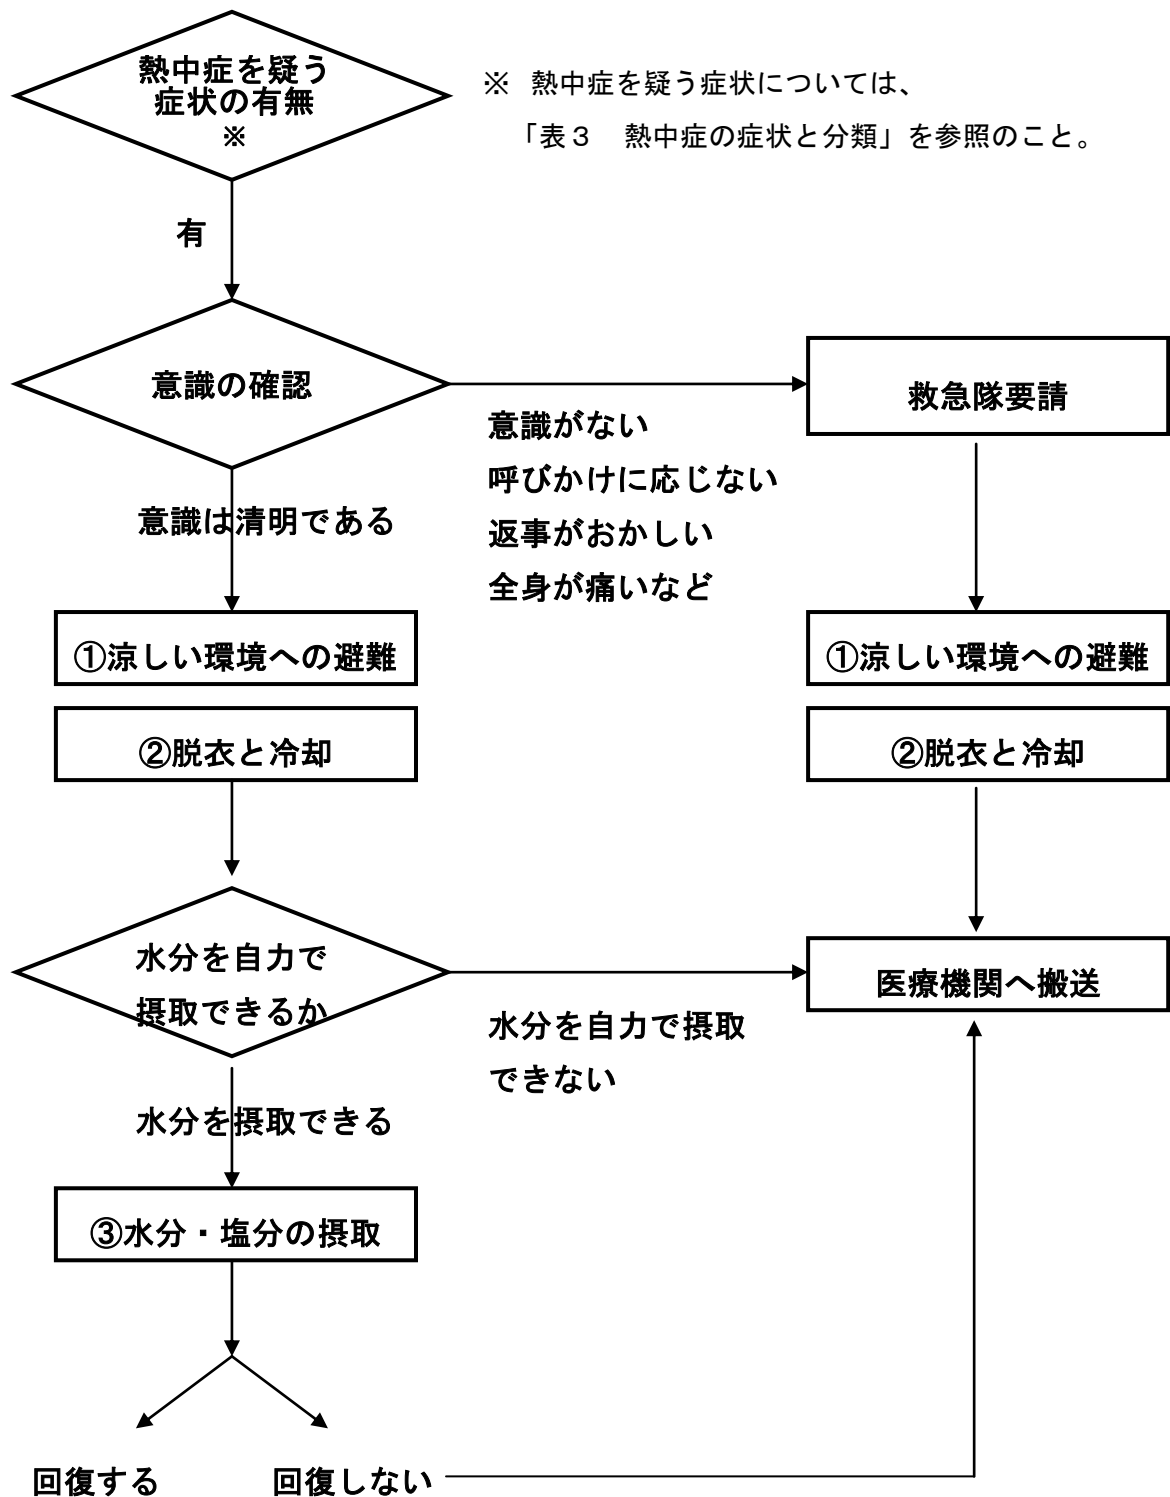 熱中症を疑う
症状の有無
※
※ 熱中症を疑う症状については、
「表３ 熱中症の症状と分類」を参照のこと。
有
意識の確認
救急隊要請
意識がない
呼びかけに応じない
返事がおかしい
全身が痛いなど
意識は清明である
①涼しい環境への避難
①涼しい環境への避難
②脱衣と冷却
②脱衣と冷却
水分を自力で
摂取できるか
医療機関へ搬送
水分を自力で摂取
できない
水分を摂取できる
③水分・塩分の摂取
回復する
回復しない